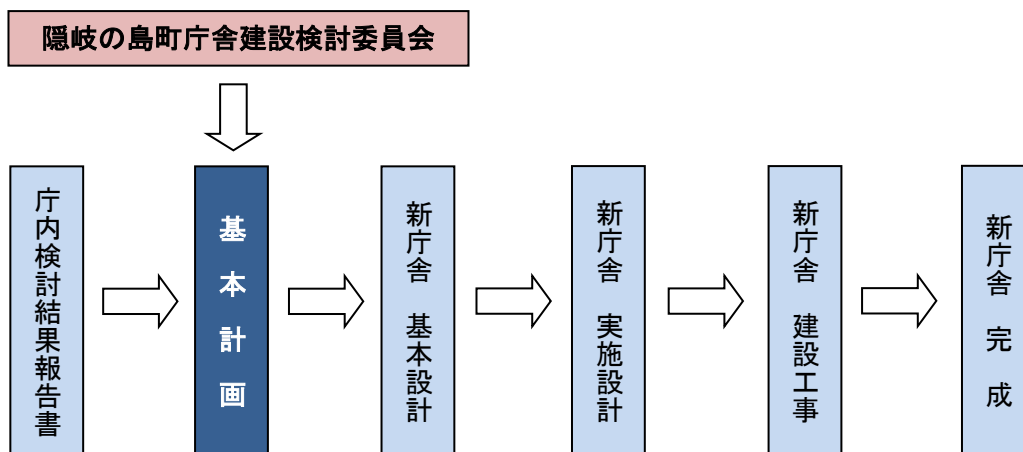 隠岐の島町庁舎建設検討委員会
庁内検討結果報告書
基本計画
新庁舎 基本設計
新庁舎 実施設計
新庁舎 建設工事
新庁舎 完成